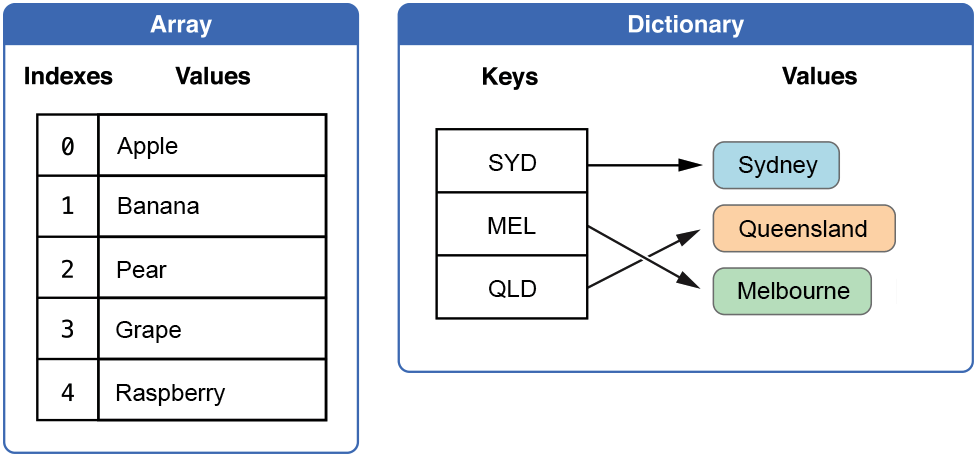 Array
Indexes Values
0 Apple
1 Banana
2 Pear
3 Grape
4 Raspberry
Dictionary
Keys Values
SYD Sydney
MEL Queensland
QLD Melbourne